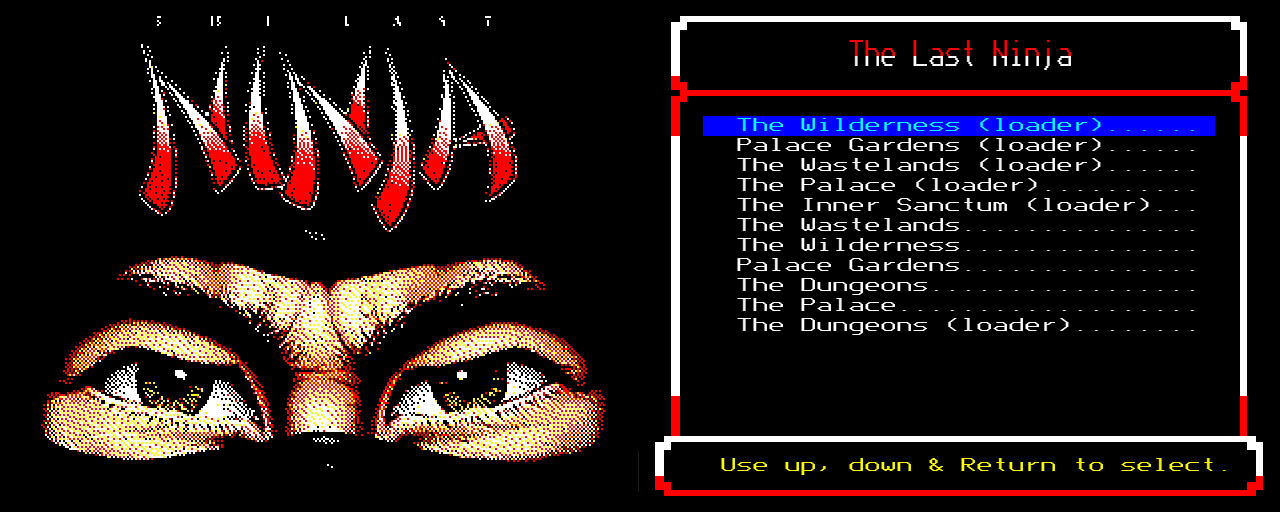 NINJA
The Last Ninja
The Wilderness (loader)......
Palace Gardens (loader)......
The Wastelands (loader)......
The Palace (loader)..........
The Inner Sanctum (loader)...
The Wastelands...............
The Wilderness...............
Palace Gardens...............
The Dungeons.................
The Palace...................
The Dungeons (loader)........
Use up, down & Return to select.